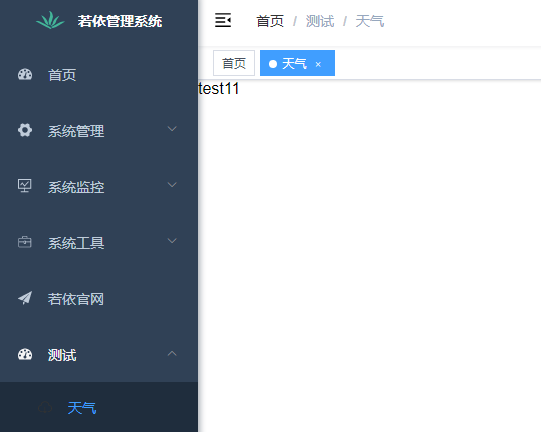 若依管理系统
首页 / 测试 / 天气
首页
天气 ×
test11
首页
系统管理
系统监控
系统工具
若依官网
测试
天气